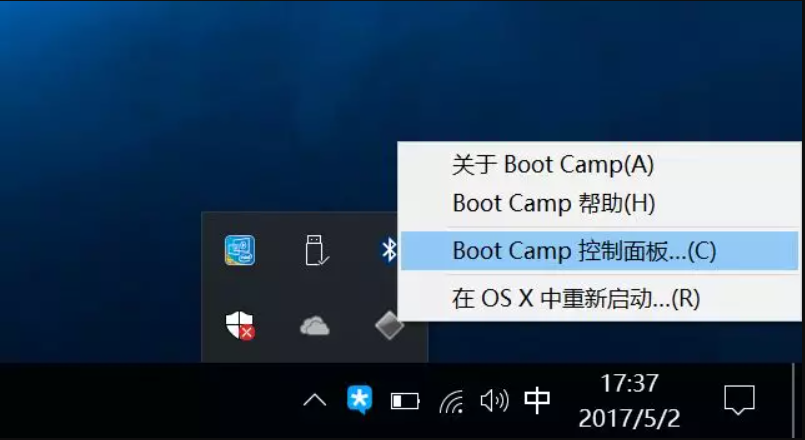 关于 Boot Camp(A)
Boot Camp 帮助(H)
Boot Camp 控制面板...(C)
在 OS X 中重新启动...(R)
中
17:37
2017/5/2